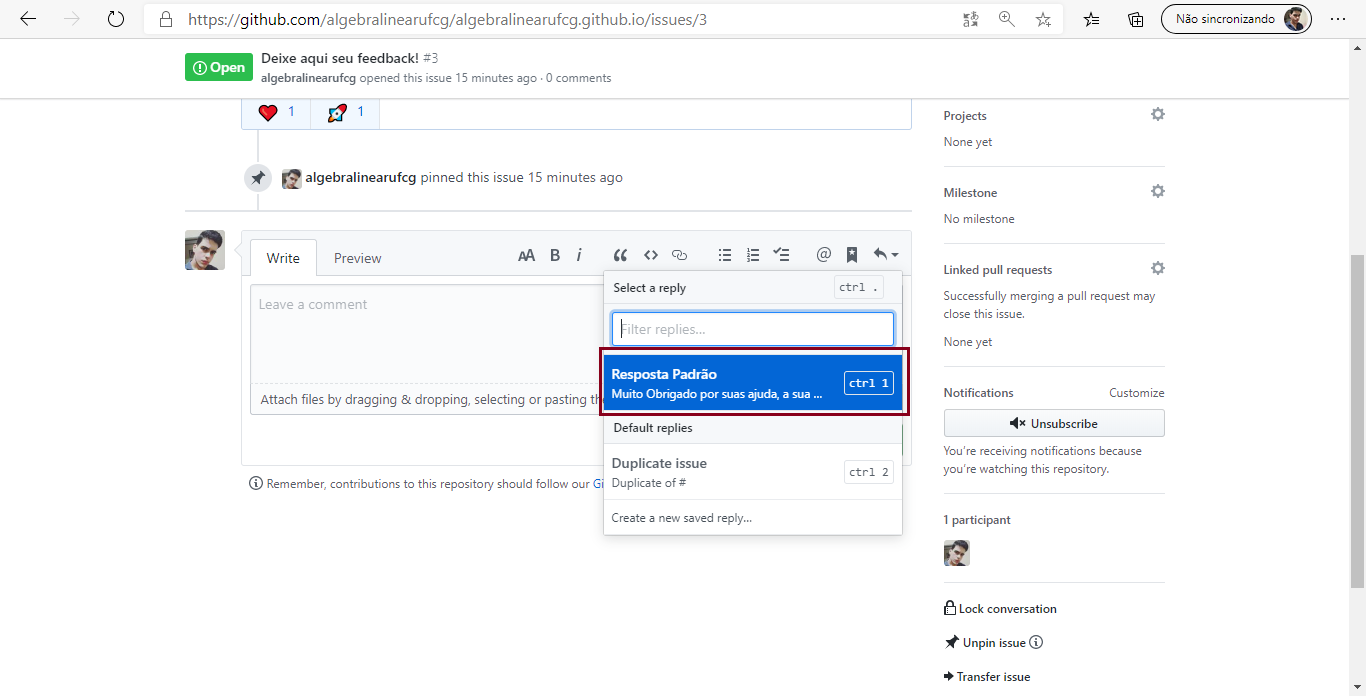 https://github.com/algebralinearufcg/algebralinearufcg.github.io/issues/3
Não sincronizando
Open
Deixe aqui seu feedback! #3
algebralinearufcg opened this issue 15 minutes ago · 0 comments
1 1
algebralinearufcg pinned this issue 15 minutes ago
Write Preview
AA B i
Leave a comment
Attach files by dragging & dropping, selecting or pasting th
Remember, contributions to this repository should follow our Gi
Select a reply ctrl .
Filter replies...
Resposta Padrão
Muito Obrigado por suas ajuda, a sua ...
ctrl 1
Default replies
Duplicate issue
Duplicate of #
ctrl 2
Create a new saved reply...
Projects
None yet
Milestone
No milestone
Linked pull requests
Successfully merging a pull request may
close this issue.
None yet
Notifications Customize
Unsubscribe
You're receiving notifications because
you're watching this repository.
1 participant
Lock conversation
Unpin issue
Transfer issue